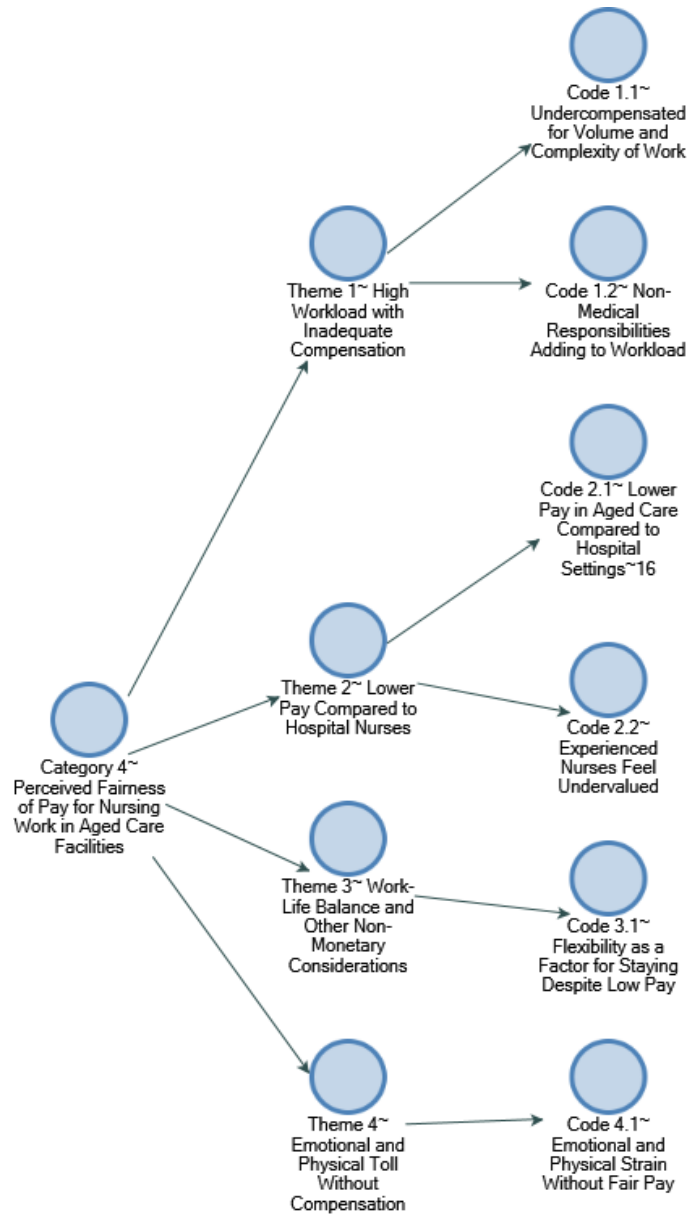 Code 1.1~
Undercompensated
for Volume and
Complexity of Work
Theme 1~ High
Workload with
Inadequate
Compensation
Code 1.2~ Non-
Medical
Responsibilities
Adding to Workload
Code 2.1~ Lower
Pay in Aged Care
Compared to
Hospital
Settings~16
Theme 2~ Lower
Pay Compared to
Hospital Nurses
Code 2.2~
Experienced
Nurses Feel
Undervalued
Category 4~
Perceived Fairness
of Pay for Nursing
Work in Aged Care
Facilities
Theme 3~ Work-
Life Balance and
Other Non-
Monetary
Considerations
Code 3.1~
Flexibility as a
Factor for Staying
Despite Low Pay
Theme 4~
Emotional and
Physical Toll
Without
Compensation
Code 4.1~
Emotional and
Physical Strain
Without Fair Pay